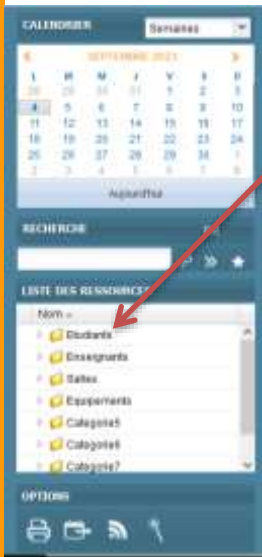 CALENDRIER Semaines
SEPTEMBRE 2023
L M M J V S D
28 29 30 31 1 2 3
4 5 6 7 8 9 10
11 12 13 14 15 16 17
18 19 20 21 22 23 24
25 26 27 28 29 30 1
2 3 4 5 6 7 8
Aujourd'hui
RECHERCHE
LISTE DES RESSOURCES
Nom
Etudiants
Enseignants
Salles
Equipements
Categorie5
Categorie6
Categorie7
OPTIONS